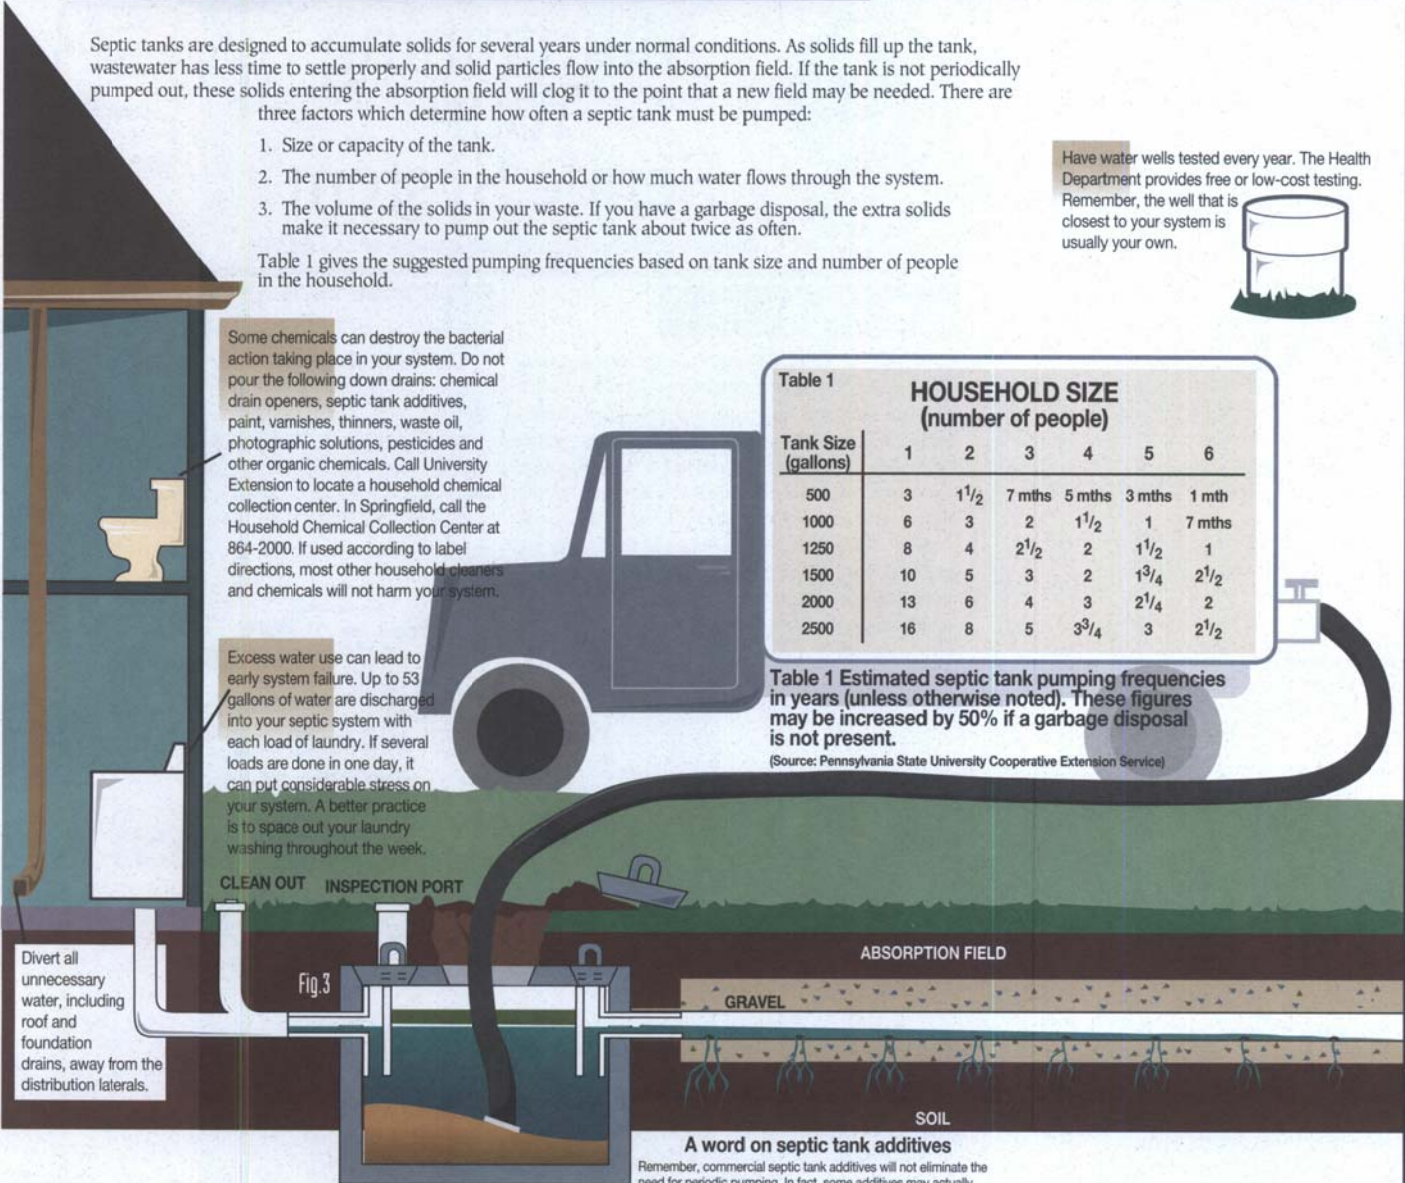 Septic tanks are designed to accumulate solids for several years under normal conditions. As solids fill up the tank,
wastewater has less time to settle properly and solid particles flow into the absorption field. If the tank is not periodically
pumped out, these solids entering the absorption field will clog it to the point that a new field may be needed. There are
three factors which determine how often a septic tank must be pumped:
1. Size or capacity of the tank.
2. The number of people in the household or how much water flows through the system.
3. The volume of the solids in your waste. If you have a garbage disposal, the extra solids
make it necessary to pump out the septic tank about twice as often.
Table 1 gives the suggested pumping frequencies based on tank size and number of people
in the household.
Have water wells tested every year. The Health
Department provides free or low-cost testing.
Remember, the well that is
closest to your system is
usually your own.
Some chemicals can destroy the bacterial
action taking place in your system. Do not
pour the following down drains: chemical
drain openers, septic tank additives,
paint, varnishes, thinners, waste oil,
photographic solutions, pesticides and
other organic chemicals. Call University
Extension to locate a household chemical
collection center. In Springfield, call the
Household Chemical Collection Center at
864-2000. If used according to label
directions, most other household cleaners
and chemicals will not harm your system.
Table 1
HOUSEHOLD SIZE
(number of people)
Tank Size
(gallons) 1 2 3 4 5 6
500 3 1 1/2 7 mths 5 mths 3 mths 1 mth
1000 6 3 2 1 1/2 1 7 mths
1250 8 4 2 1/2 2 1 1/2 1
1500 10 5 3 2 1 3/4 2 1/2
2000 13 6 4 3 2 1/4 2
2500 16 8 5 3 3/4 3 2 1/2
Table 1 Estimated septic tank pumping frequencies
in years (unless otherwise noted). These figures
may be increased by 50% if a garbage disposal
is not present.
(Source: Pennsylvania State University Cooperative Extension Service)
Excess water use can lead to
early system failure. Up to 53
gallons of water are discharged
into your septic system with
each load of laundry. If several
loads are done in one day, it
can put considerable stress on
your system. A better practice
is to space out your laundry
washing throughout the week.
CLEAN OUT INSPECTION PORT
Divert all
unnecessary
water, including
roof and
foundation
drains, away from the
distribution laterals.
Fig.3
ABSORPTION FIELD
GRAVEL
SOIL
A word on septic tank additives
Remember, commercial septic tank additives will not eliminate the
need for periodic pumping. In fact, some additives may actually